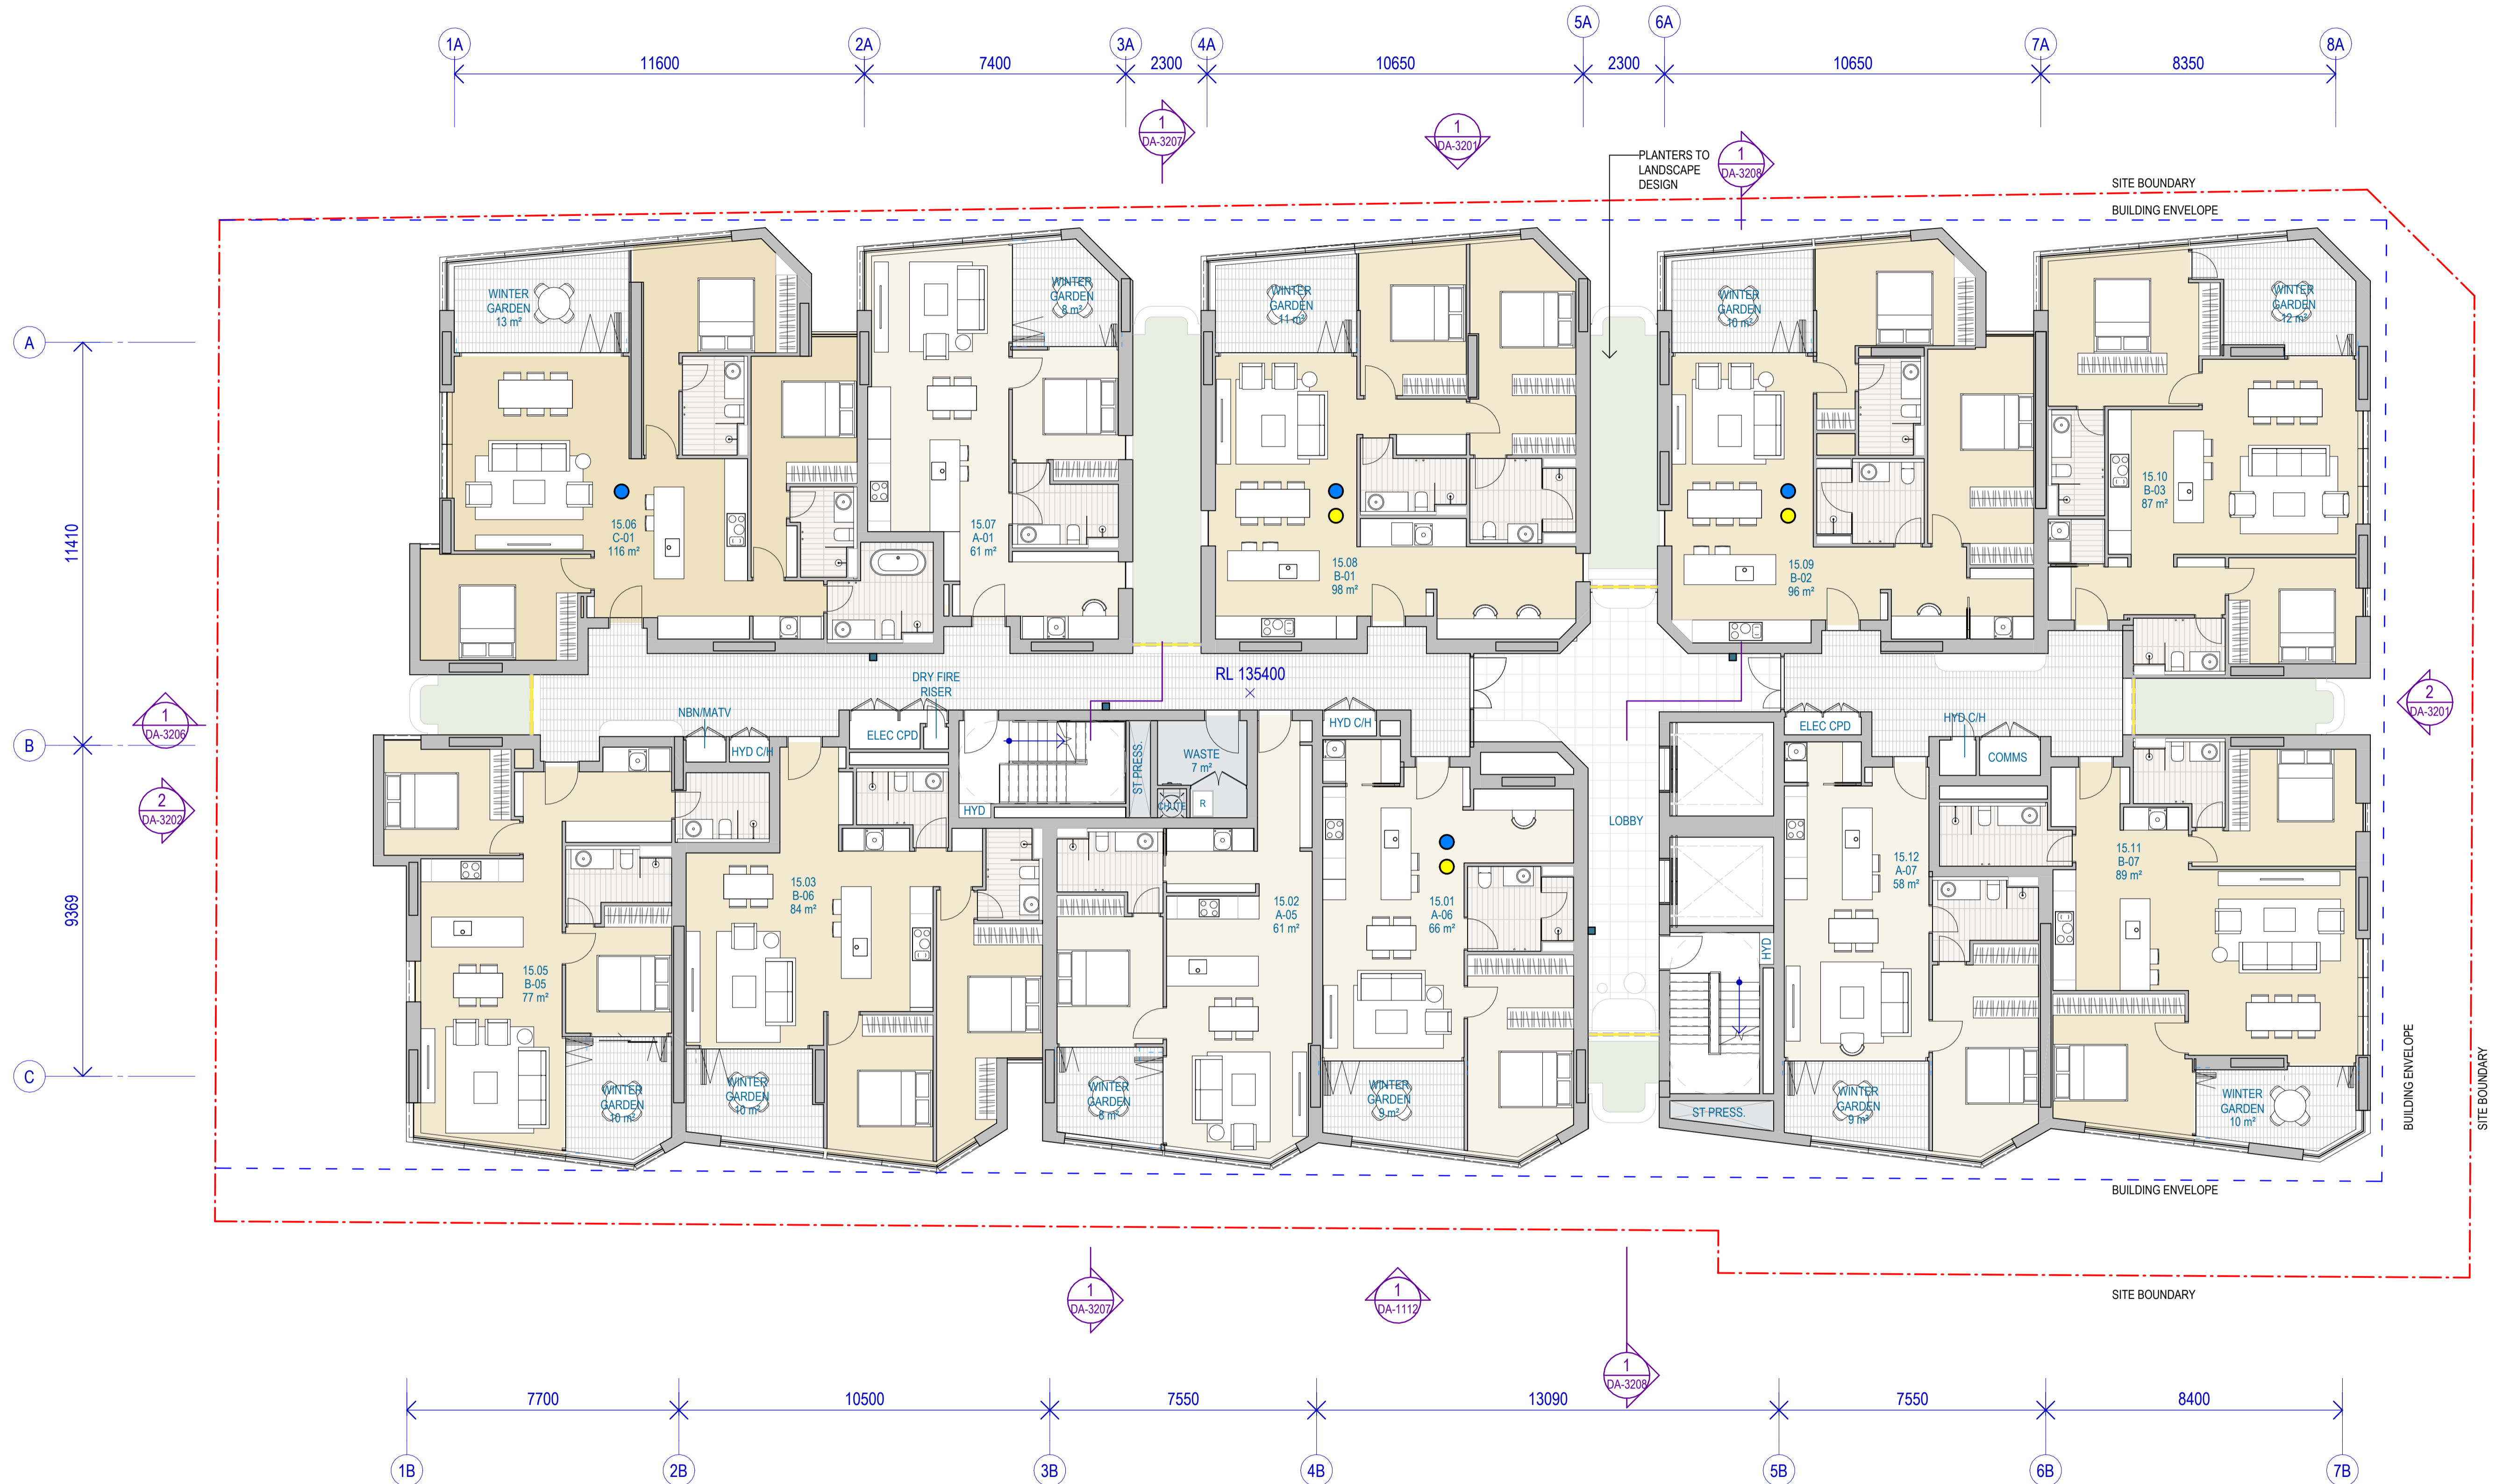 5A
6A
1A
2A
3A
4A
7A
8A
11600
7400
2300
10650
2300
10650
8350
1
DA-3207
1
DA-3201
PLANTERS TO
LANDSCAPE
DESIGN
1
DA-3208
SITE BOUNDARY
BUILDING ENVELOPE
WINTER
GARDEN
13 m²
WINTER
GARDEN
8 m²
WINTER
GARDEN
11 m²
WINTER
GARDEN
10 m²
WINTER
GARDEN
12 m²
A
11410
15.06
C-01
116 m²
15.07
A-01
61 m²
15.08
B-01
98 m²
15.09
B-02
96 m²
15.10
B-03
87 m²
RL 135400
DRY FIRE
RISER
NBN/MATV
HYD C/H
ELEC CPD
HYD
ST PRESS.
WASTE
7 m²
CHUTE
R
HYD C/H
ELEC CPD
HYD C/H
COMMS
1
DA-3206
2
DA-3201
B
2
DA-3202
LOBBY
9369
15.05
B-05
77 m²
15.03
B-06
84 m²
15.02
A-05
61 m²
15.01
A-06
66 m²
HYD
15.12
A-07
58 m²
15.11
B-07
89 m²
C
WINTER
GARDEN
10 m²
WINTER
GARDEN
10 m²
WINTER
GARDEN
8 m²
WINTER
GARDEN
9 m²
ST PRESS.
WINTER
GARDEN
9 m²
WINTER
GARDEN
10 m²
BUILDING ENVELOPE
SITE BOUNDARY
BUILDING ENVELOPE
SITE BOUNDARY
1
DA-3207
1
DA-1112
1
DA-3208
7700
10500
7550
13090
7550
8400
1B
2B
3B
4B
5B
6B
7B